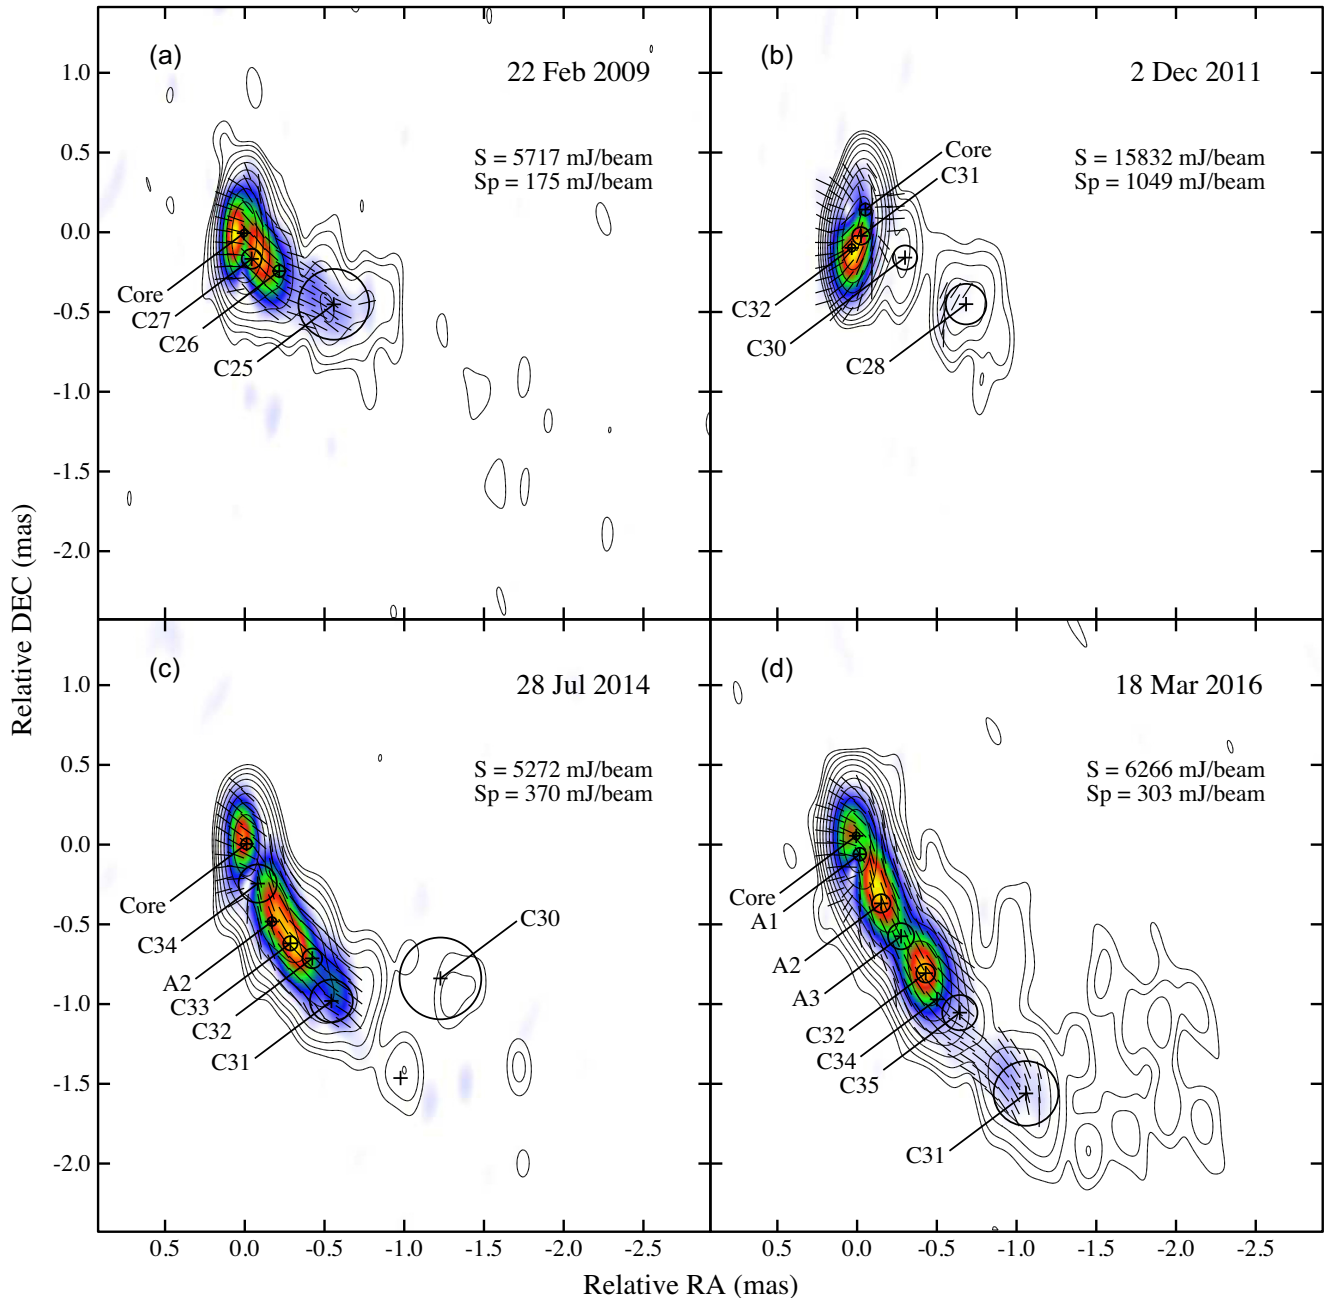 (a)
22 Feb 2009
S = 5717 mJ/beam
Sp = 175 mJ/beam
Core
C27
C26
C25
1.0
0.5
0.0
-0.5
-1.0
-1.5
-2.0
(b)
2 Dec 2011
Core
C31
S = 15832 mJ/beam
Sp = 1049 mJ/beam
C32
C30
C28
Relative DEC (mas)
(c)
28 Jul 2014
S = 5272 mJ/beam
Sp = 370 mJ/beam
Core
C34
A2
C33
C32
C31
C30
1.0
0.5
0.0
-0.5
-1.0
-1.5
-2.0
0.5 0.0 -0.5 -1.0 -1.5 -2.0 -2.5
(d)
18 Mar 2016
S = 6266 mJ/beam
Sp = 303 mJ/beam
Core
A1
A2
A3
C32
C34
C35
C31
0.5 0.0 -0.5 -1.0 -1.5 -2.0 -2.5
Relative RA (mas)